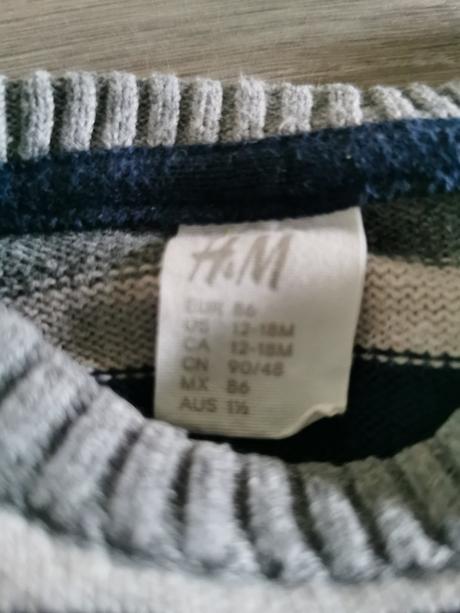 H&M
EUR 86
US 12-18M
CA 12-18M
CN 90/48
MX 86
AUS 1½